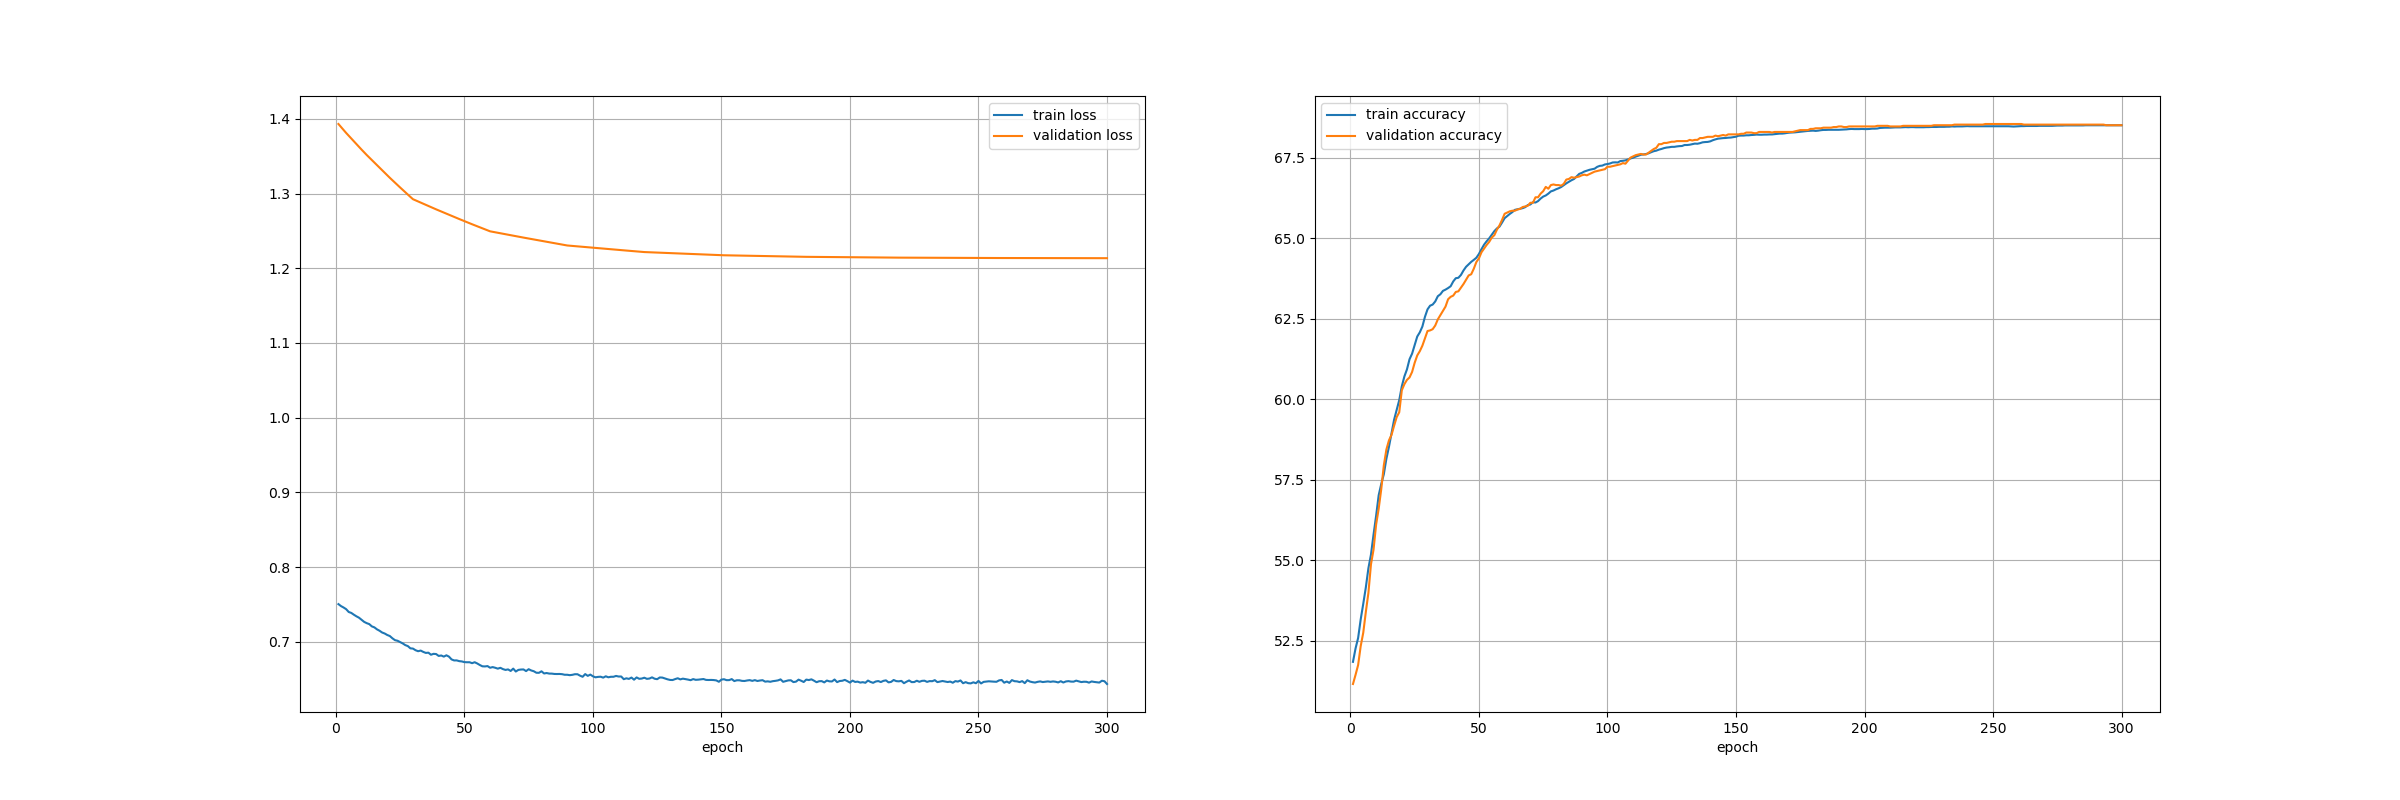 train loss
validation loss
1.4
1.3
1.2
1.1
1.0
0.9
0.8
0.7
0 50 100 150 200 250 300
epoch
train accuracy
validation accuracy
67.5
65.0
62.5
60.0
57.5
55.0
52.5
0 50 100 150 200 250 300
epoch